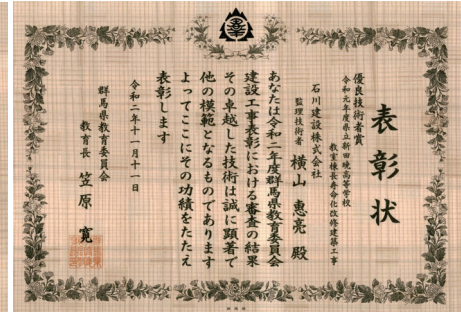 表彰状
優良技術者賞
令和元年度県立新田暁高等学校
教室棟長寿命化改修建築工事
石川建設株式会社
監理技術者 横山 惠亮 殿
あなたは令和二年度群馬県教育委員会
建設工事表彰における審査の結果
その卓越した技術は誠に顕著で
他の模範となるものであります
よってここにその功績をたたえ
表彰します
令和二年十一月十一日
群馬県教育委員会
教育長 笠原 寛